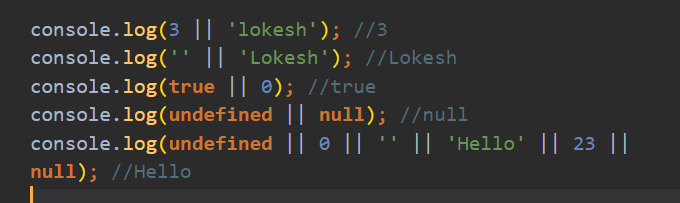 console.log(3 || 'lokesh'); //3
console.log('' || 'Lokesh'); //Lokesh
console.log(true || 0); //true
console.log(undefined || null); //null
console.log(undefined || 0 || '' || 'Hello' || 23 ||
null); //Hello